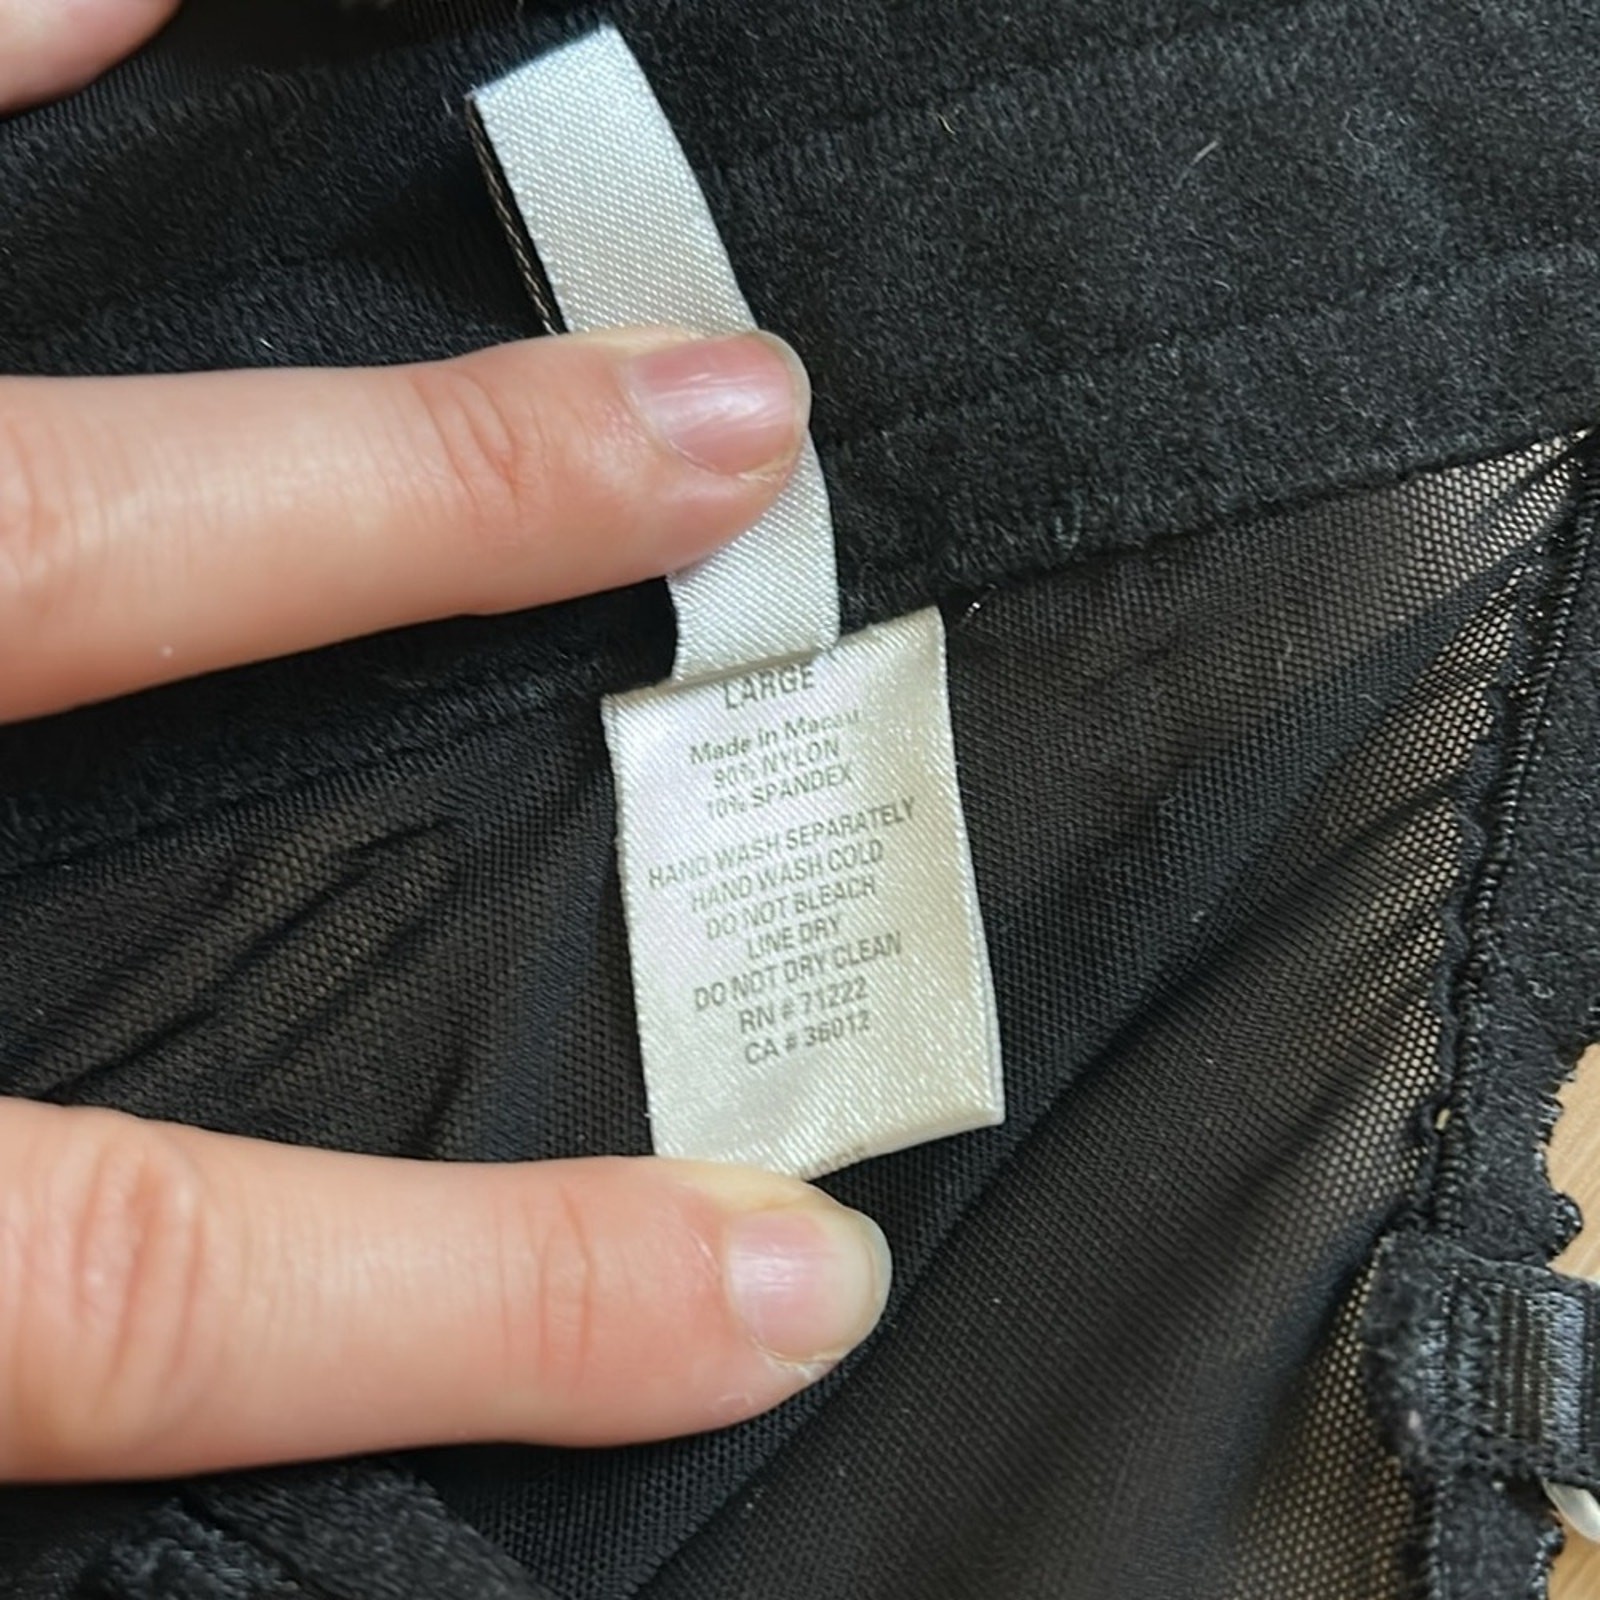 LARGE
Made in Macau
90% NYLON
10% SPANDEX
HAND WASH SEPARATELY
HAND WASH COLD
DO NOT BLEACH
LINE DRY
DO NOT DRY CLEAN
RN # 71222
CA # 36012